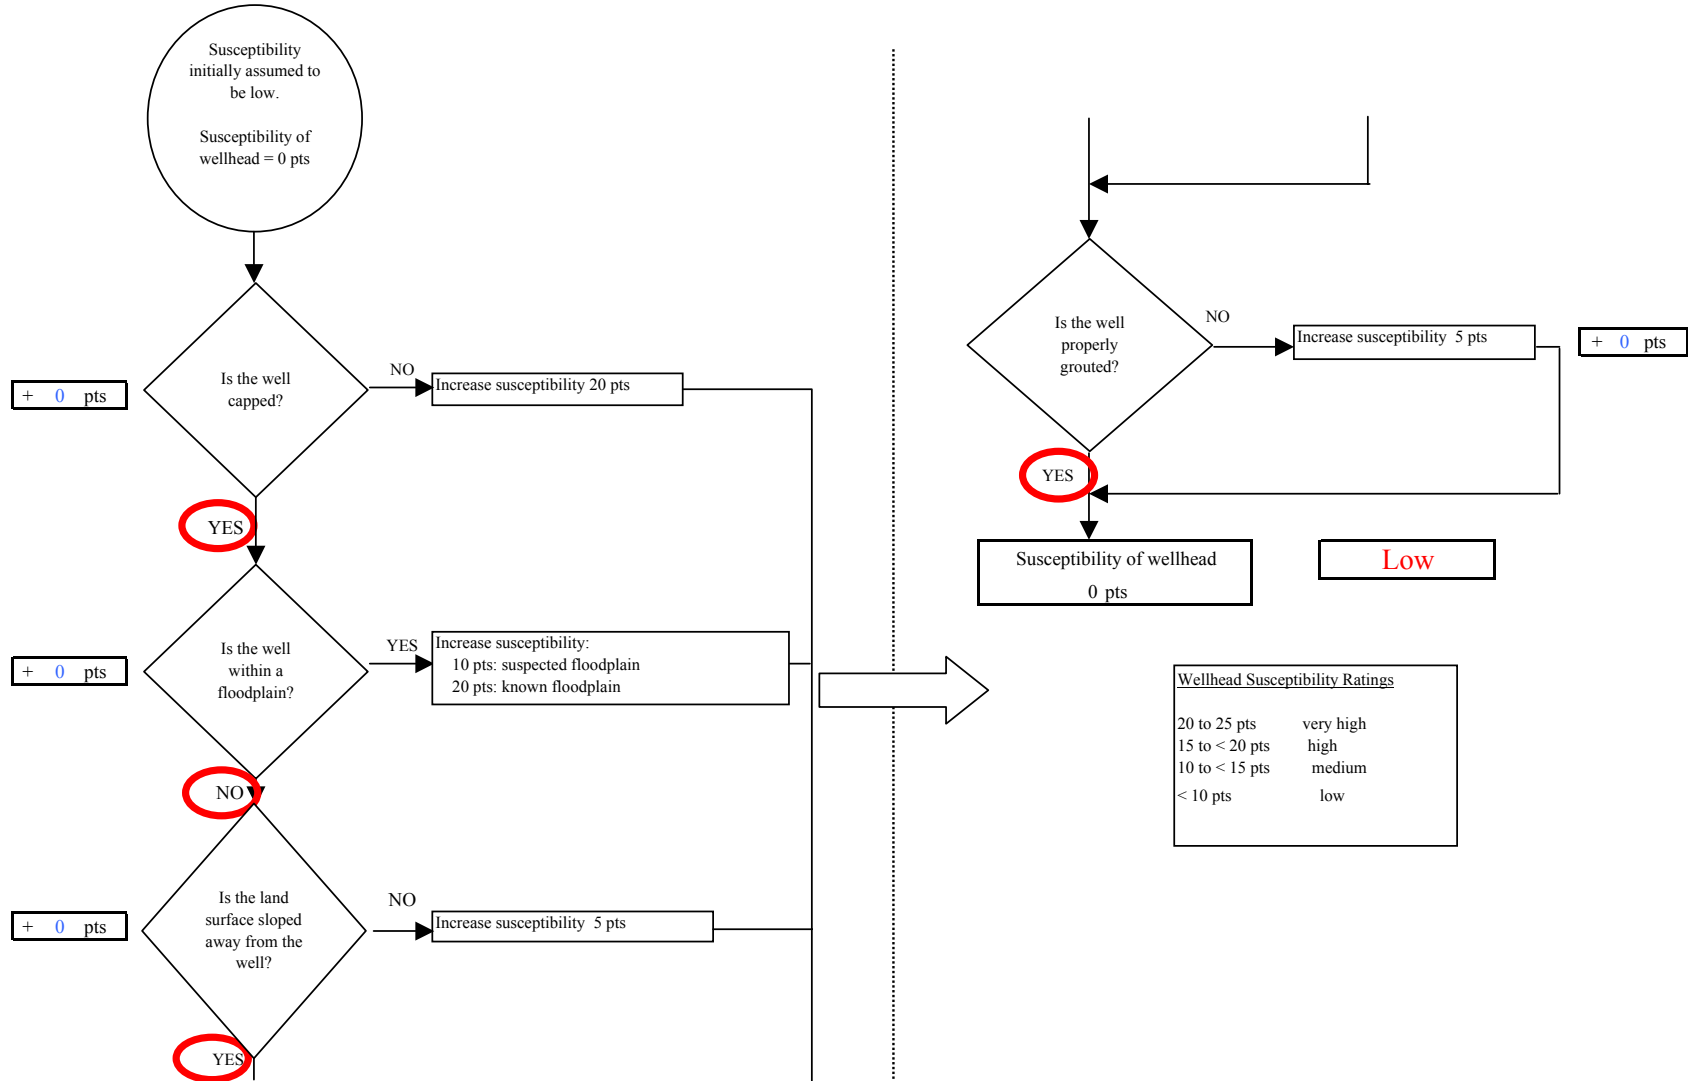 Susceptibility
initially assumed to
be low.
Susceptibility of
wellhead = 0 pts
+ 0 pts
Is the well
capped?
NO
Increase susceptibility 20 pts
YES
+ 0 pts
Is the well
within a
floodplain?
YES
Increase susceptibility:
10 pts: suspected floodplain
20 pts: known floodplain
NO
+ 0 pts
Is the land
surface sloped
away from the
well?
NO
Increase susceptibility 5 pts
YES
Is the well
properly
grouted?
NO
Increase susceptibility 5 pts
+ 0 pts
YES
Susceptibility of wellhead
0 pts
Low
Wellhead Susceptibility Ratings
20 to 25 pts very high
15 to < 20 pts high
10 to < 15 pts medium
< 10 pts low